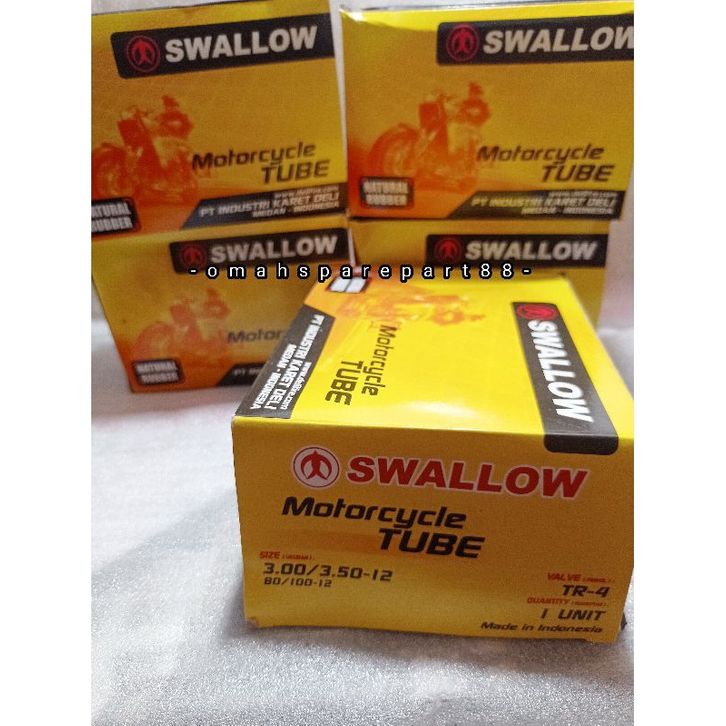 SWALLOW
Motorcycle
TUBE
NATURAL
RUBBER
PT INDUSTRI KARET DELI
MEDAN - INDONESIA
SWALLOW
Motorcycle
TUBE
NATURAL
PT INDUSTRI KARET DELI
MEDAN - INDONESIA
SWALLOW
NATURAL
RUBBER
SWALLOW
-omahsparepart88-
SWALLOW
Motorcycle
TUBE
PT INDUSTRI KARET DELI
MEDAN - INDONESIA
SWALLOW
Motorcycle
TUBE
SIZE
3.00/3.50-12
80/100-12
VALVE
TR-4
QUANTITY
1 UNIT
Made in Indonesia